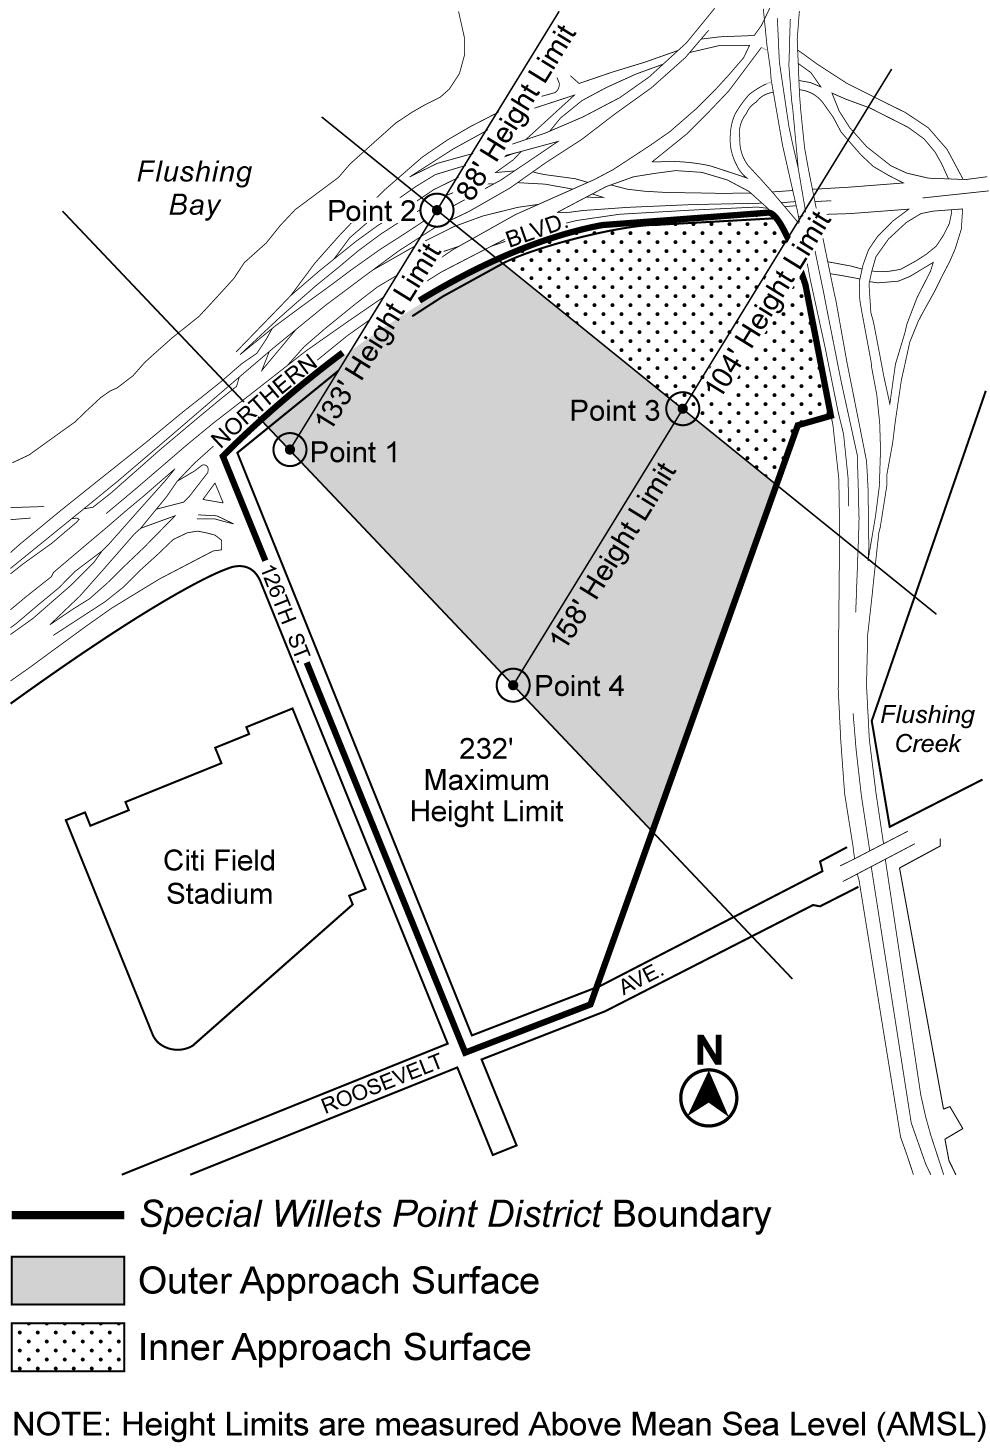 88' Height Limit
Flushing
Bay
Point 2
BLVD.
133' Height Limit
104' Height Limit
NORTHERN
Point 3
Point 1
158' Height Limit
126TH ST.
Point 4
Flushing
Creek
232'
Maximum
Height Limit
Citi Field
Stadium
AVE.
ROOSEVELT
N
Special Willets Point District Boundary
Outer Approach Surface
Inner Approach Surface
NOTE: Height Limits are measured Above Mean Sea Level (AMSL)